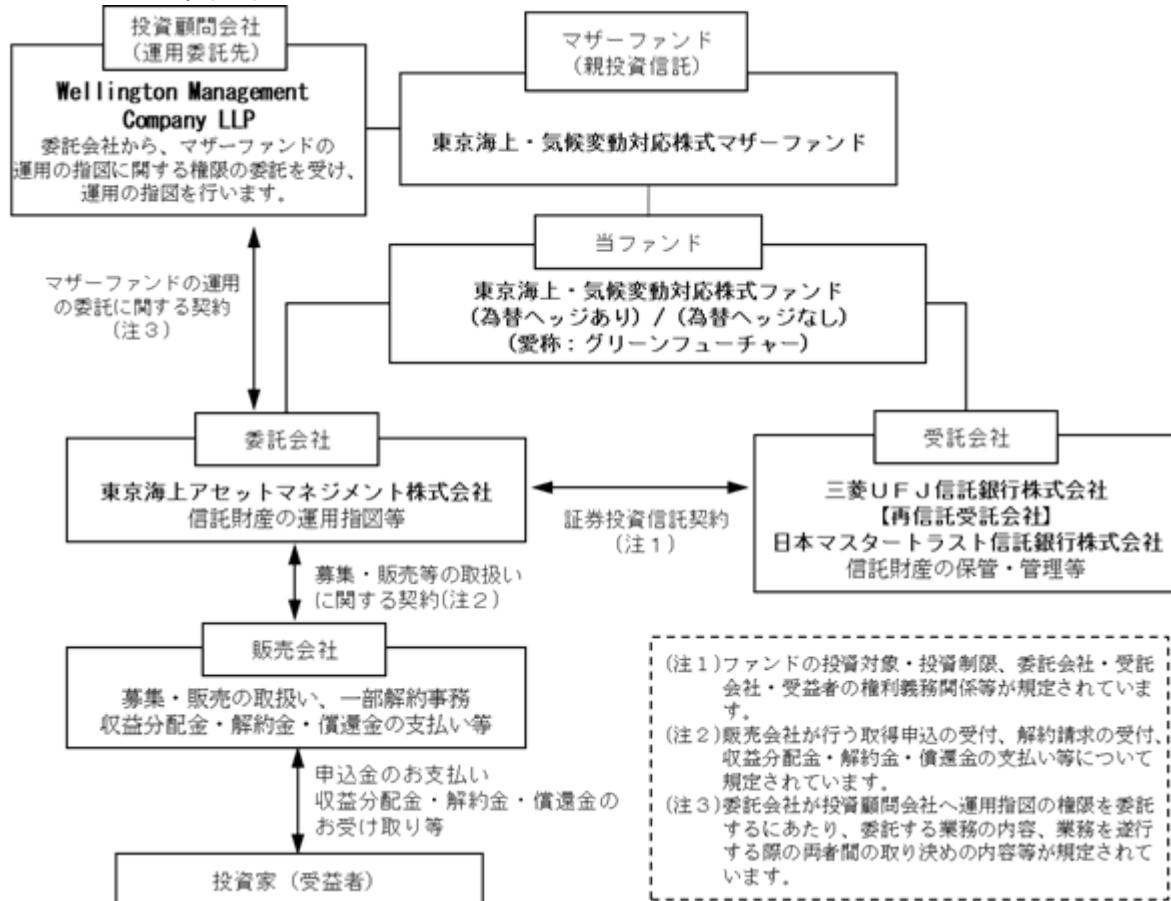 投資顧問会社
(運用委託先)
Wellington Management
Company LLP
委託会社から、マザーファンドの
運用の指図に関する権限の委託を受け、
運用の指図を行います。
マザーファンド
(親投資信託)
東京海上・気候変動対応株式マザーファンド
当ファンド
東京海上・気候変動対応株式ファンド
(為替ヘッジあり) / (為替ヘッジなし)
(愛称：グリーンフューチャー)
マザーファンドの運用
の委託に関する契約
(注３)
委託会社
東京海上アセットマネジメント株式会社
信託財産の運用指図等
証券投資信託契約
(注１)
受託会社
三菱ＵＦＪ信託銀行株式会社
【再信託受託会社】
日本マスタートラスト信託銀行株式会社
信託財産の保管・管理等
募集・販売等の取扱い
に関する契約(注２)
販売会社
募集・販売の取扱い、一部解約事務
収益分配金・解約金・償還金の支払い等
申込金のお支払い
収益分配金・解約金・償還金の
お受け取り等
投資家（受益者）
(注１)ファンドの投資対象・投資制限、委託会社・受託
会社・受益者の権利義務関係等が規定されていま
す。
(注２)販売会社が行う取得申込の受付、解約請求の受付、
収益分配金・解約金・償還金の支払い等について
規定されています。
(注３)委託会社が投資顧問会社へ運用指図の権限を委託
するにあたり、委託する業務の内容、業務を遂行
する際の両者間の取り決めの内容等が規定されて
います。